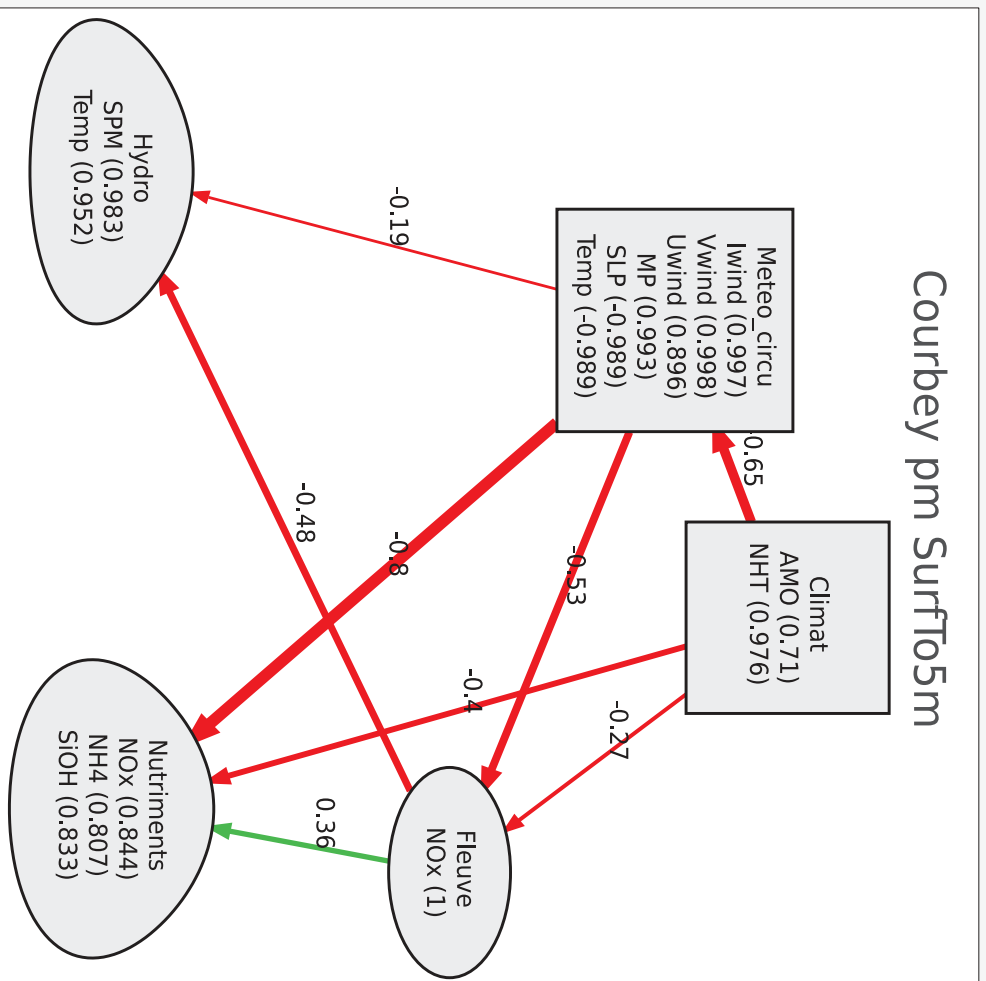 Courbey pm SurfTo5m
Climat
AMO (0.71)
NHT (0.976)
0.65
Meteo_circu
Iwind (0.997)
Vwind (0.998)
Uwind (0.896)
MP (0.993)
SLP (-0.989)
Temp (-0.989)
-0.27
-0.53
-0.4
-0.19
-0.8
-0.48
Fleuve
NOx (1)
0.36
Hydro
SPM (0.983)
Temp (0.952)
Nutriments
NOx (0.844)
NH4 (0.807)
SiOH (0.833)